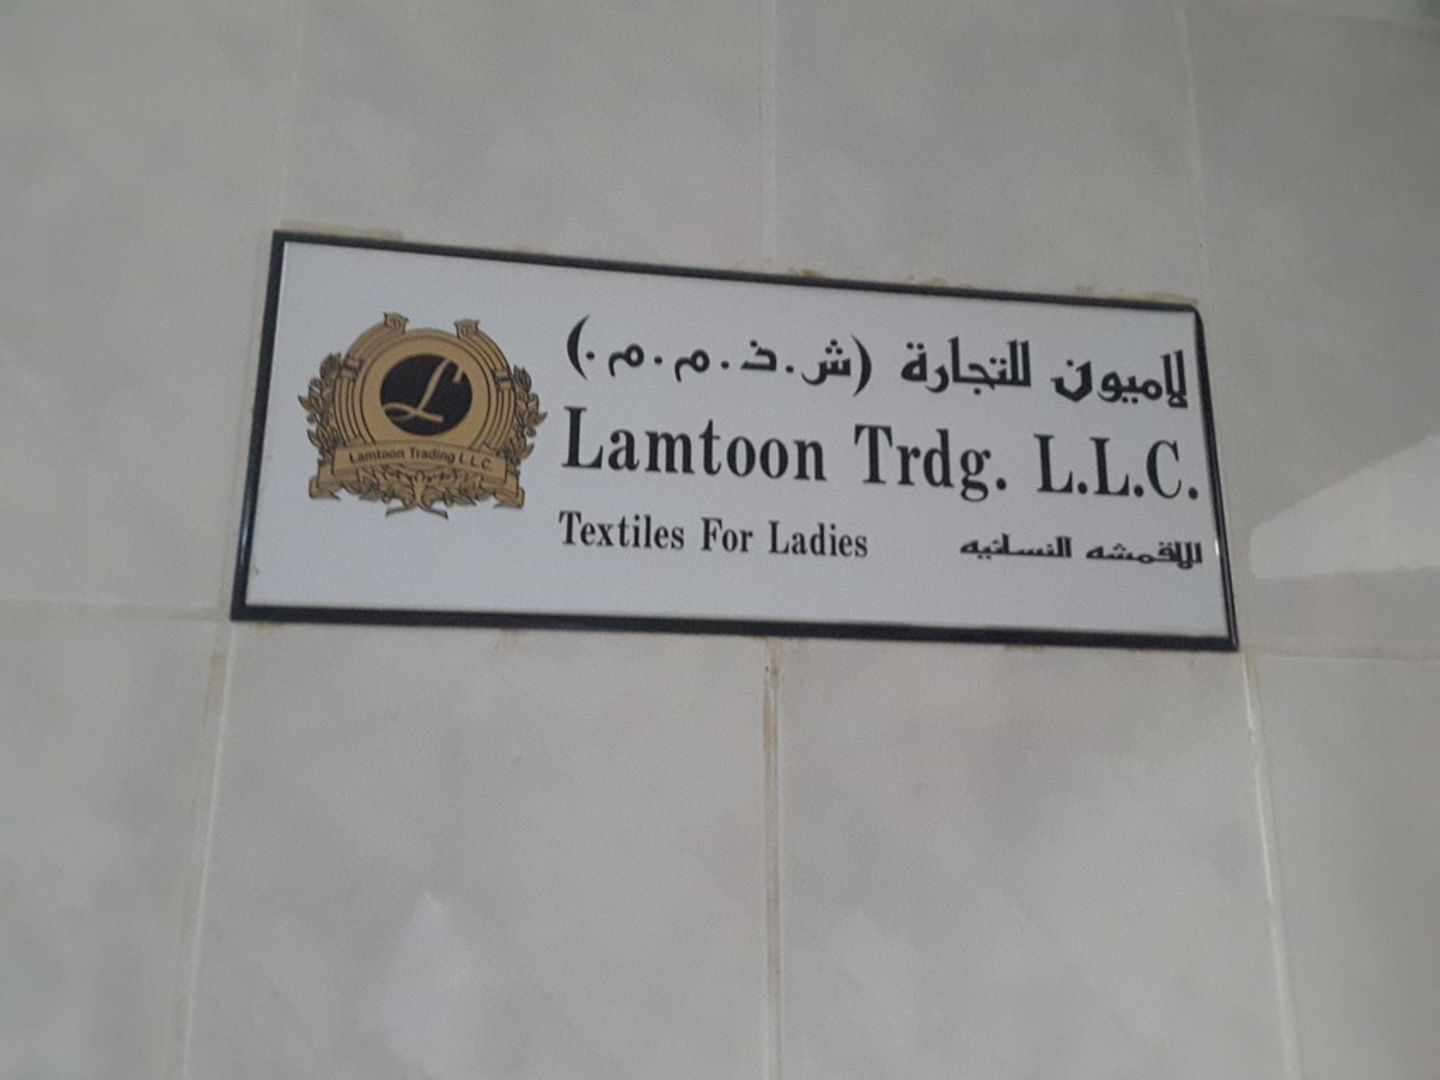 L
Lamtoon Trading L.L.C.
لاميون للتجارة (ش.ذ.م.م.)
Lamtoon Trdg. L.L.C.
Textiles For Ladies
للاقمشه النسائيه